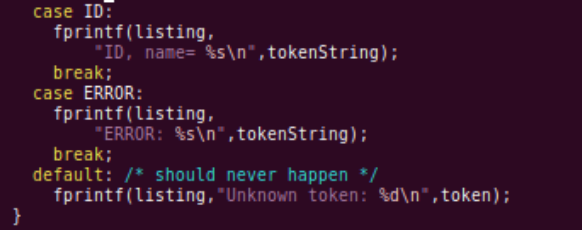 case ID:
fprintf(listing,
"ID, name= %s\n",tokenString);
break;
case ERROR:
fprintf(listing,
"ERROR: %s\n",tokenString);
break;
default: /* should never happen */
fprintf(listing,"Unknown token: %d\n",token);
}